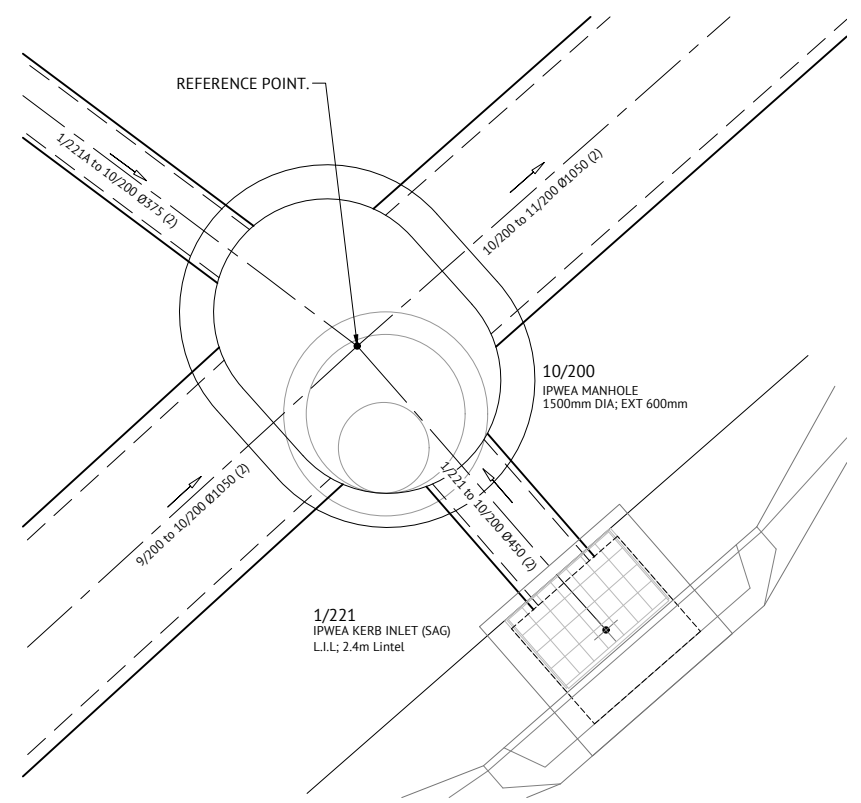 REFERENCE POINT.
1/221A to 10/200 Ø375 (2)
10/200 to 11/200 Ø1050 (2)
10/200
IPWEA MANHOLE
1500mm DIA; EXT 600mm
9/200 to 10/200 Ø1050 (2)
1/221 to 10/200 Ø450 (2)
1/221
IPWEA KERB INLET (SAG)
L.I.L; 2.4m Lintel